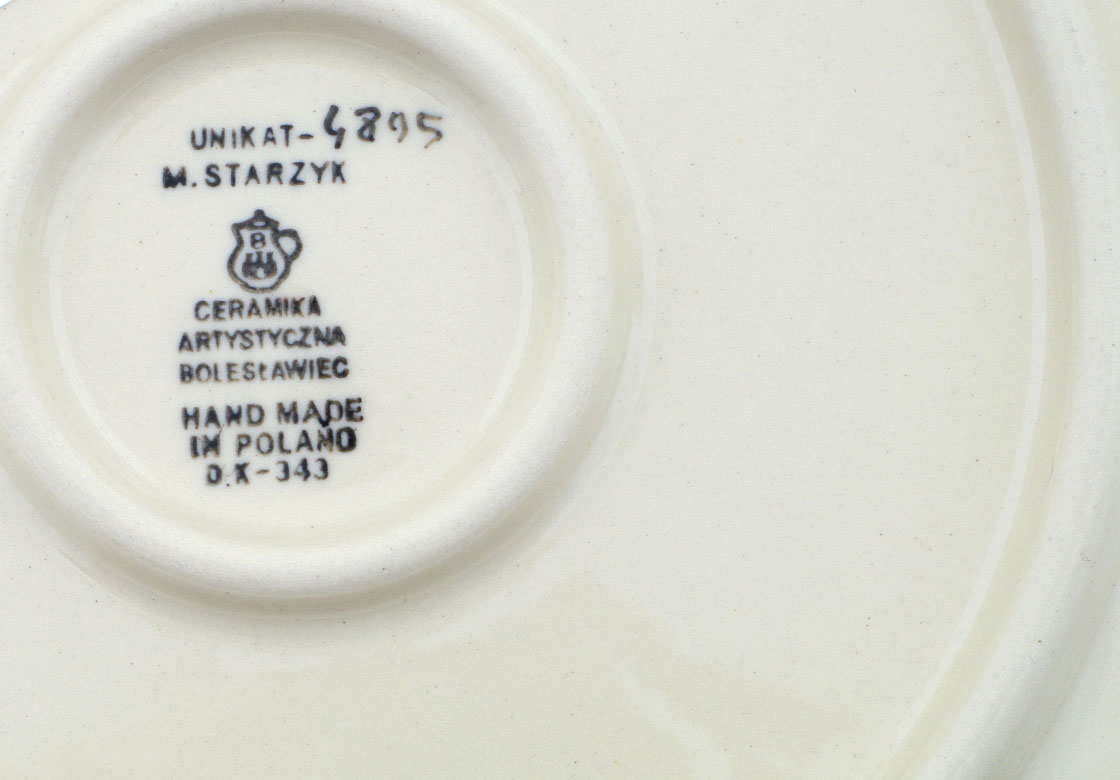 UNIKAT-4895
M. STARZYK
B
CERAMIKA
ARTYSTYCZNA
BOLESŁAWIEC
HAND MADE
IN POLAND
D.K-343